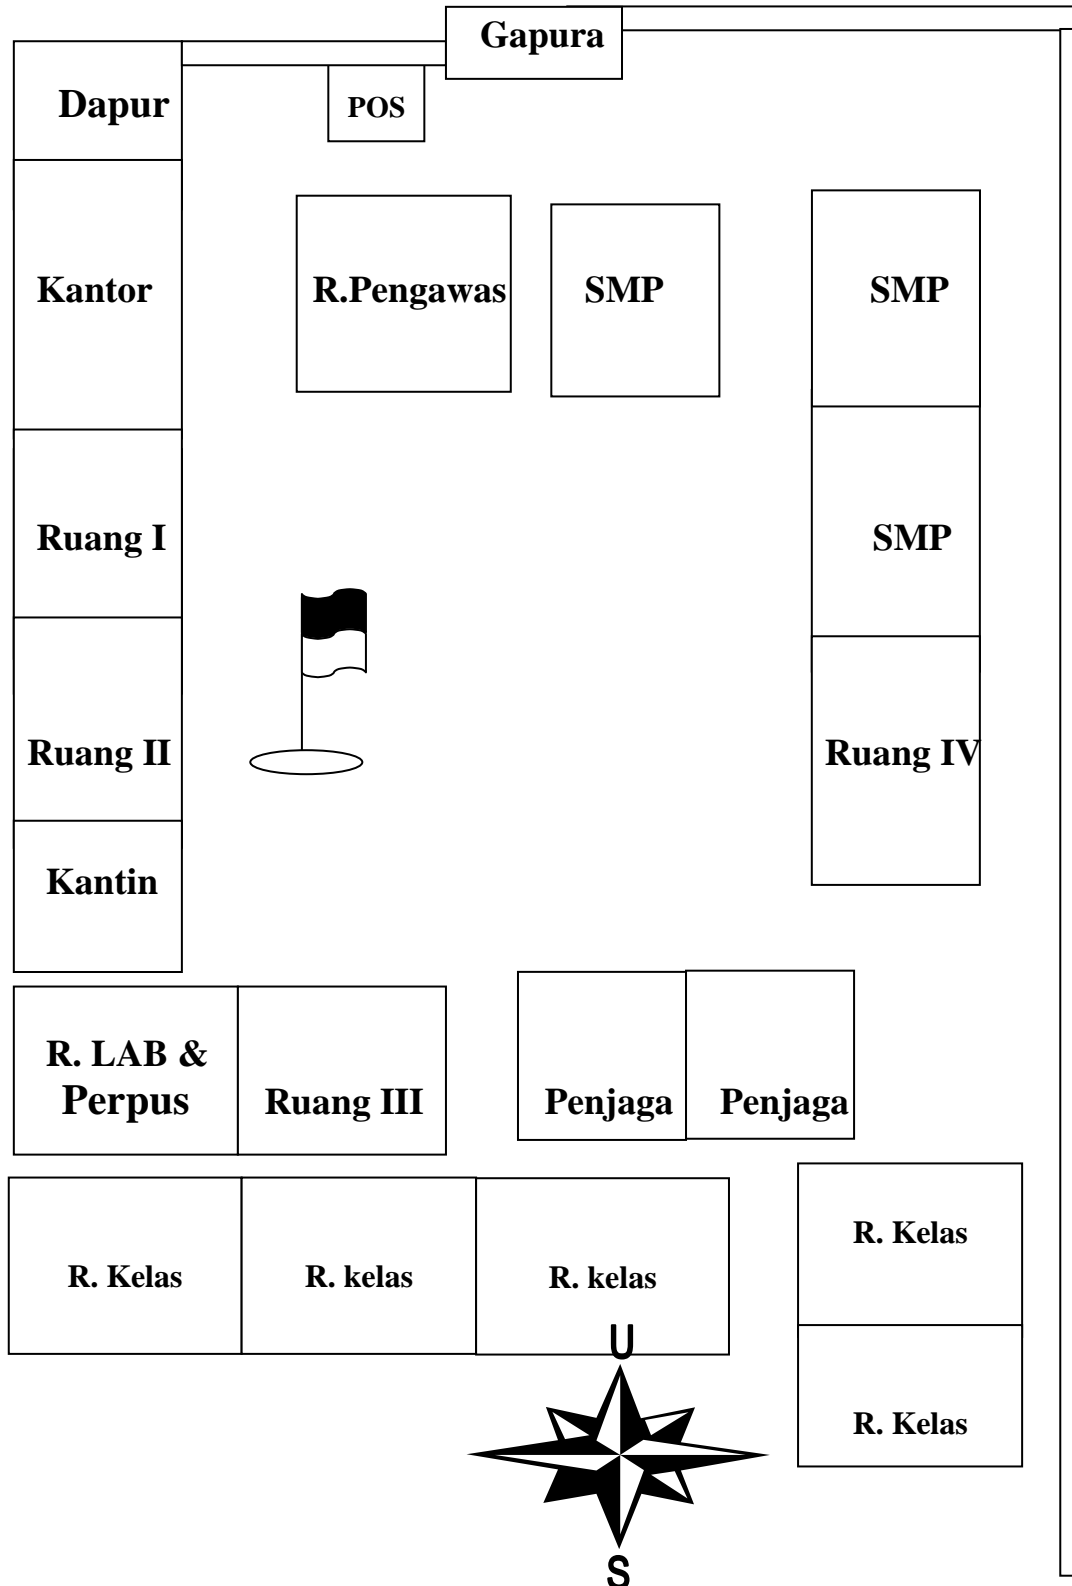 Gapura
Dapur
POS
Kantor
R.Pengawas
SMP
SMP
Ruang I
SMP
Ruang II
Ruang IV
Kantin
R. LAB &
Perpus
Ruang III
Penjaga
Penjaga
R. Kelas
R. Kelas
R. kelas
R. kelas
U
R. Kelas
S